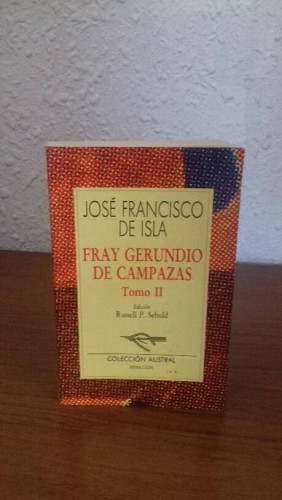 JOSÉ FRANCISCO
DE ISLA
FRAY GERUNDIO
DE CAMPAZAS
Tomo II
Edición
Russell P. Sebold
COLECCIÓN AUSTRAL